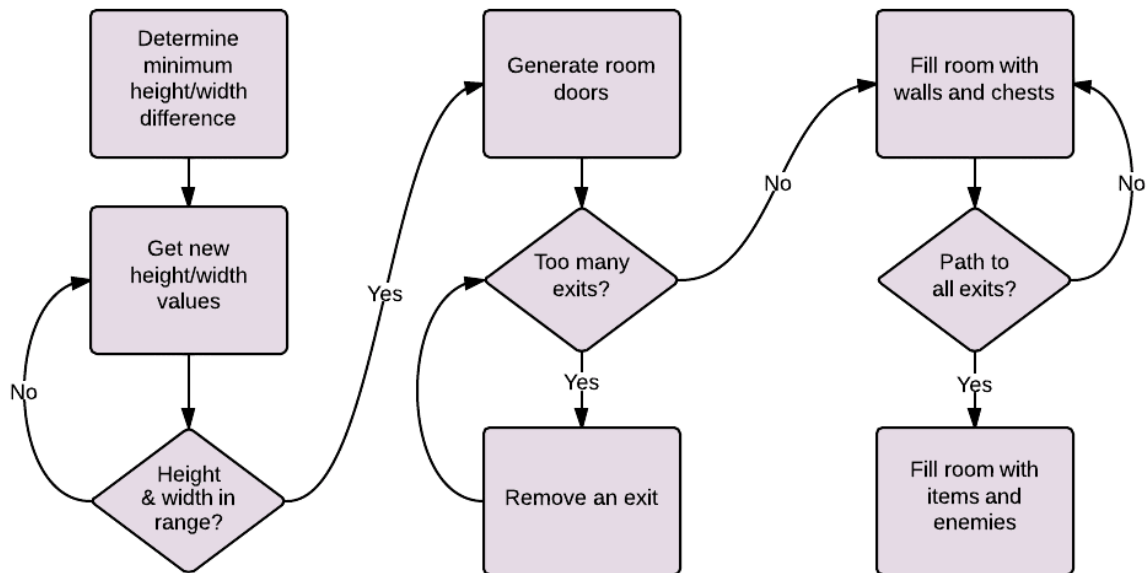 Determine
minimum
height/width
difference
Get new
height/width
values
No
Height
& width in
range?
Yes
Generate room
doors
Too many
exits?
Yes
Remove an exit
No
Fill room with
walls and chests
Path to
all exits?
No
Yes
Fill room with
items and
enemies